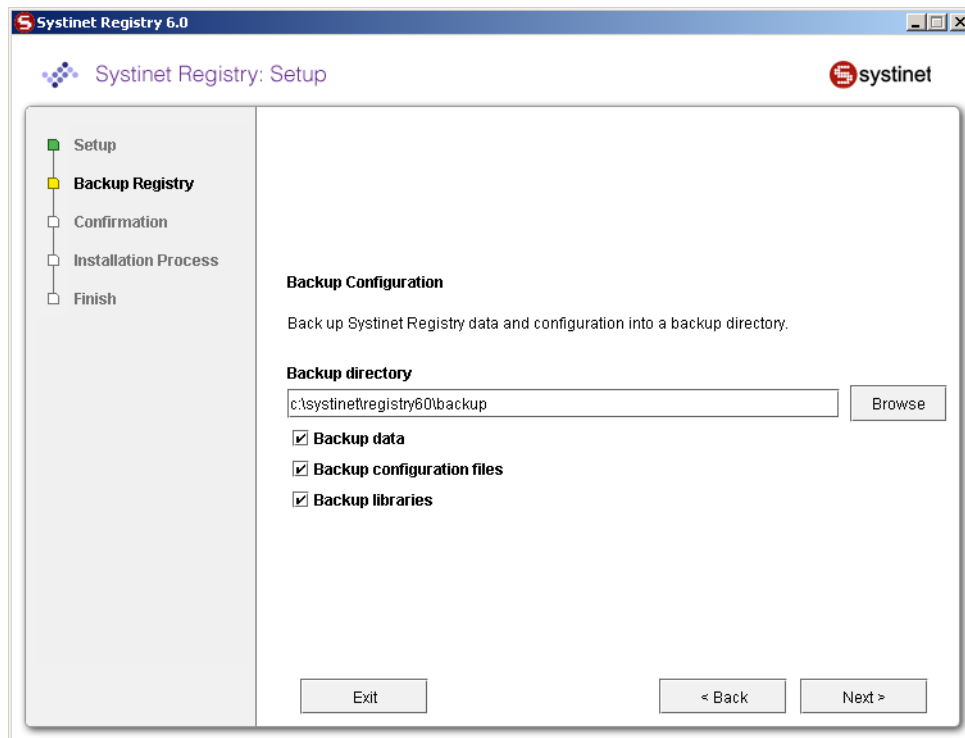 Systinet Registry 6.0
Systinet Registry: Setup
systinet
Setup
Backup Registry
Confirmation
Installation Process
Finish
Backup Configuration
Back up Systinet Registry data and configuration into a backup directory.
Backup directory
c:\systinet\registry60\backup
Browse
Backup data
Backup configuration files
Backup libraries
Exit
< Back
Next >